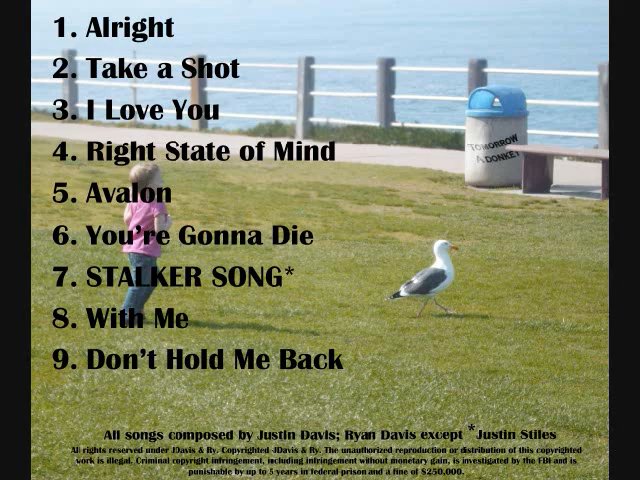 1. Alright
2. Take a Shot
3. I Love You
4. Right State of Mind
TOMORROW
A DONKEY
5. Avalon
6. You're Gonna Die
7. STALKER SONG*
8. With Me
9. Don't Hold Me Back
All songs composed by Justin Davis; Ryan Davis except *Justin Stiles
All rights reserved under JDavis & Ry. Copyrighted JDavis & Ry. The unauthorized reproduction or distribution of this copyrighted
work is illegal. Criminal copyright infringement, including infringement without monetary gain, is investigated by the FBI and is
punishable by up to 5 years in federal prison and a fine of $250,000.